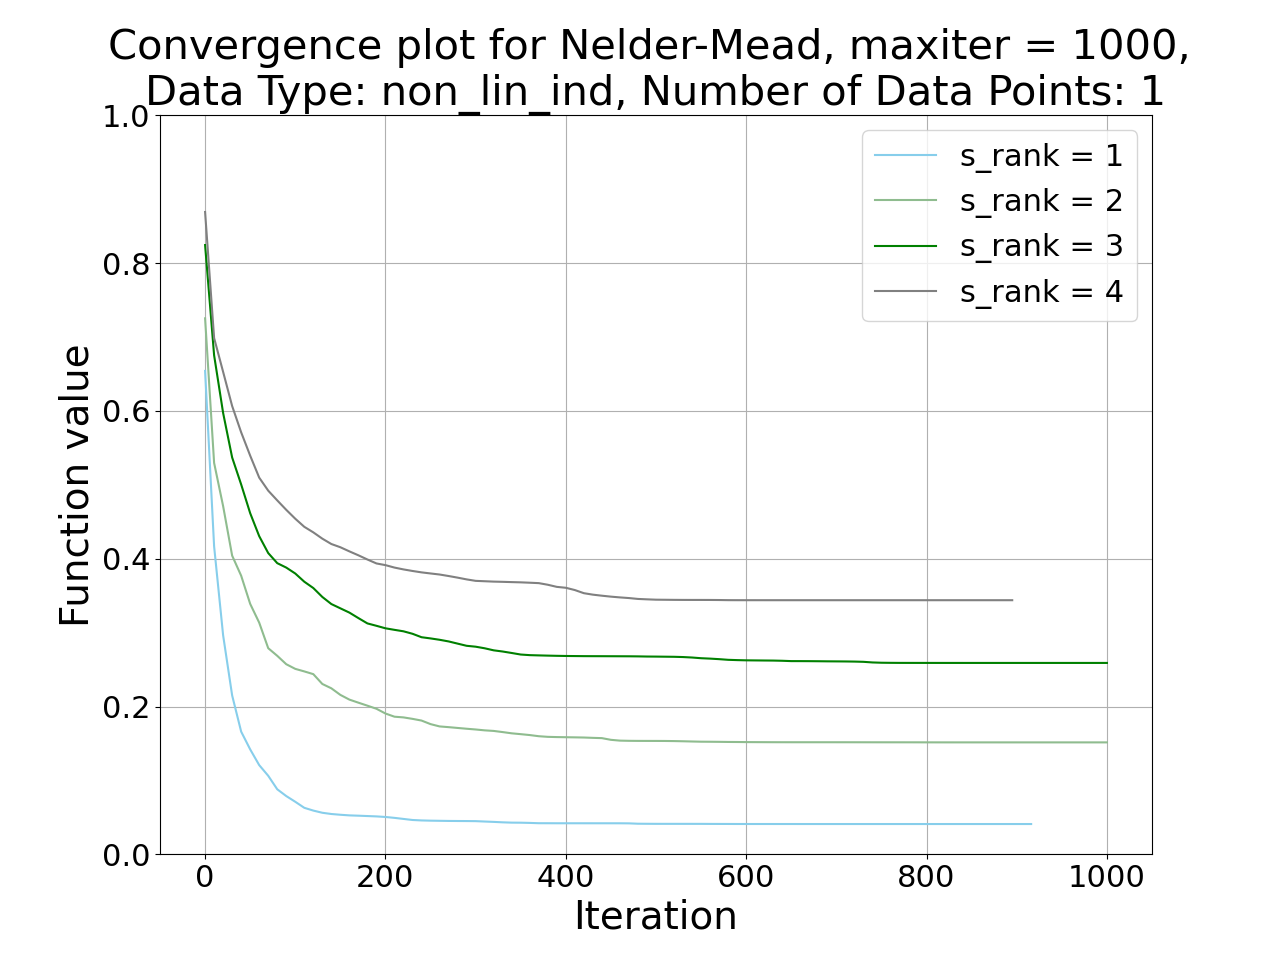 Convergence plot for Nelder-Mead, maxiter = 1000,
Data Type: non_lin_ind, Number of Data Points: 1
1.0
0.8
0.6
0.4
0.2
0.0
Function value
s_rank = 1
s_rank = 2
s_rank = 3
s_rank = 4
0 200 400 600 800 1000
Iteration